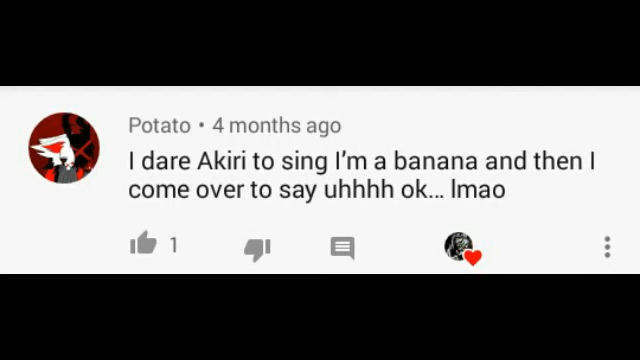 Potato • 4 months ago
I dare Akiri to sing I'm a banana and then I
come over to say uhhhh ok... lmao
1